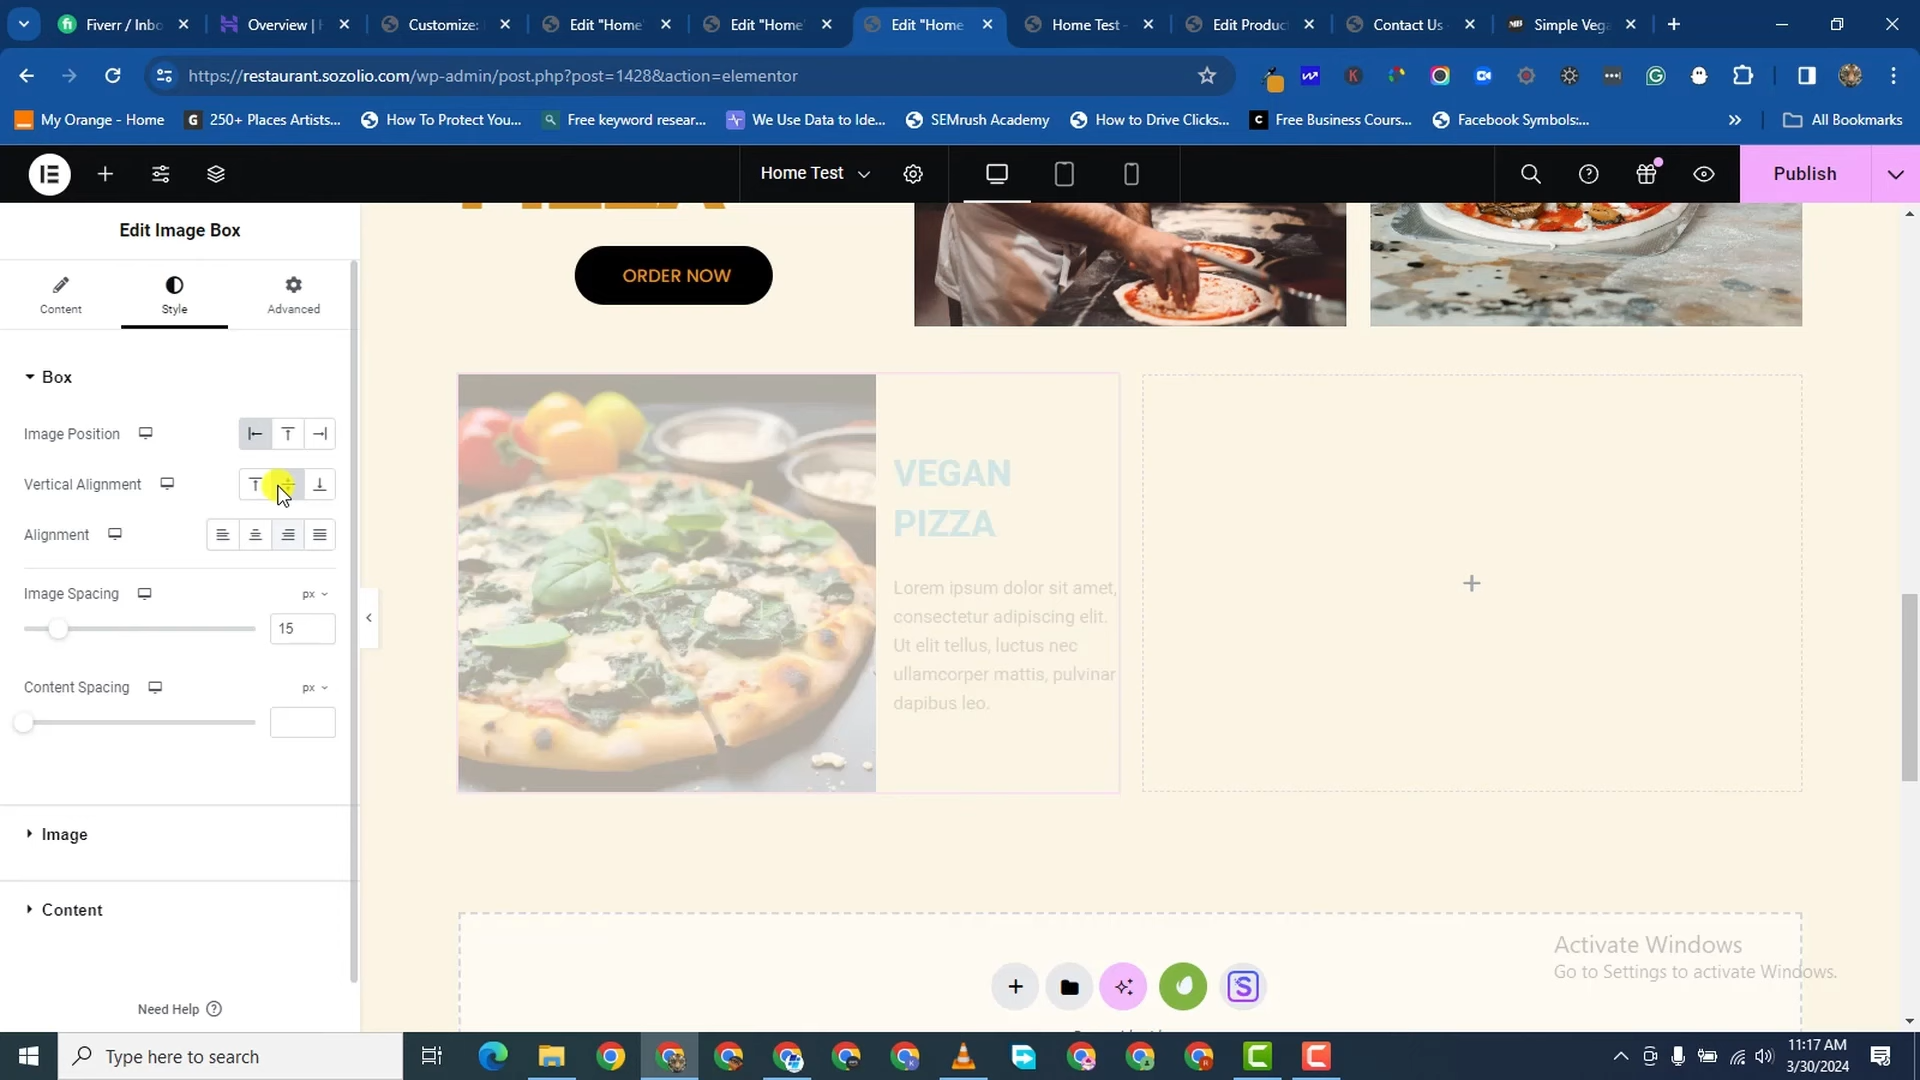 Fiverr / Inbo
Overview | H
Customize:
Edit "Home
Edit "Home
Edit "Home
Home Test -
Edit Produc
Contact Us -
Simple Vega
https://restaurant.sozolio.com/wp-admin/post.php?post=1428&action=elementor
My Orange - Home
250+ Places Artists...
How To Protect You...
Free keyword resear...
We Use Data to Ide...
SEMrush Academy
How to Drive Clicks...
Free Business Cours...
Facebook Symbols:...
All Bookmarks
Home Test
Publish
Edit Image Box
Content
Style
Advanced
Box
Image Position
Vertical Alignment
Alignment
Image Spacing
px
15
Content Spacing
px
Image
Content
Need Help
ORDER NOW
VEGAN
PIZZA
Lorem ipsum dolor sit amet,
consectetur adipiscing elit.
Ut elit tellus, luctus nec
ullamcorper mattis, pulvinar
dapibus leo.
Activate Windows
Go to Settings to activate Windows.
Type here to search
11:17 AM
3/30/2024